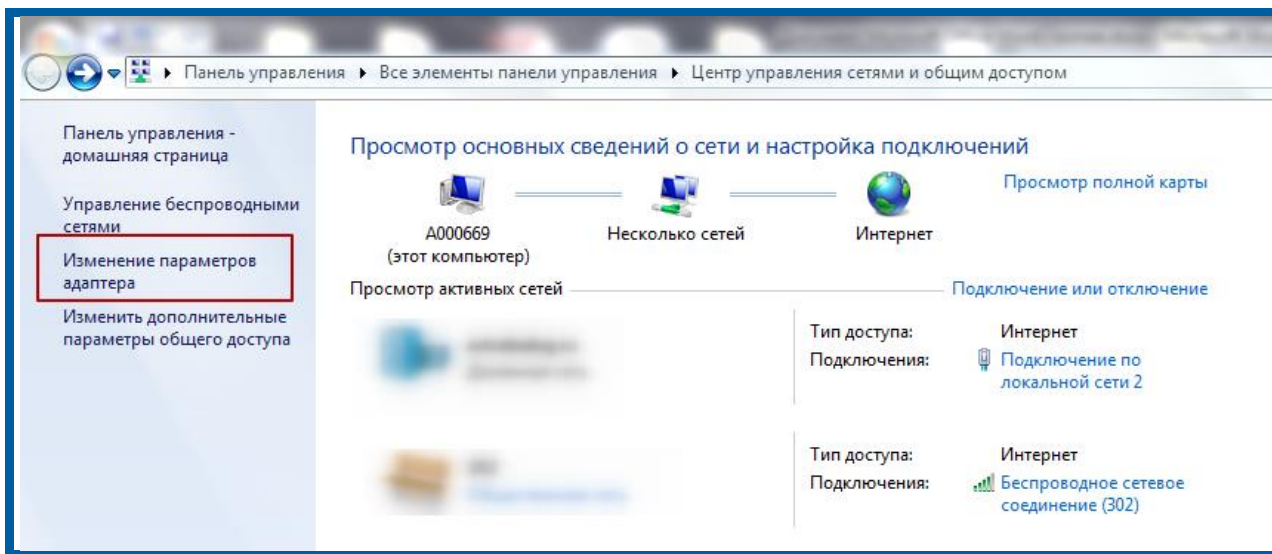 Панель управления ▸ Все элементы панели управления ▸ Центр управления сетями и общим доступом
Панель управления -
домашняя страница
Управление беспроводными
сетями
Изменение параметров
адаптера
Изменить дополнительные
параметры общего доступа
Просмотр основных сведений о сети и настройка подключений
Просмотр полной карты
A000669
(этот компьютер)
Несколько сетей
Интернет
Просмотр активных сетей
Подключение или отключение
Тип доступа: Интернет
Подключения: Подключение по
локальной сети 2
Тип доступа: Интернет
Подключения: Беспроводное сетевое
соединение (302)